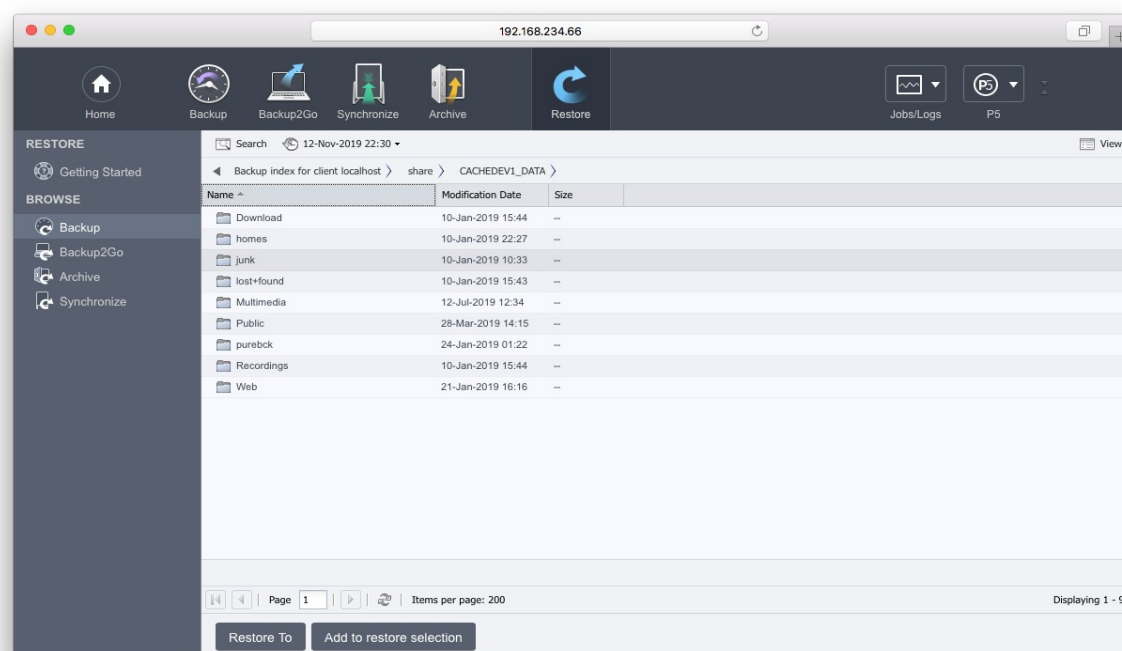 192.168.234.66
Home
Backup
Backup2Go
Synchronize
Archive
Restore
Jobs/Logs
P5
P5
RESTORE
Getting Started
BROWSE
Backup
Backup2Go
Archive
Synchronize
Search 12-Nov-2019 22:30
View
Backup index for client localhost share CACHEDEV1_DATA
Name Modification Date Size
Download 10-Jan-2019 15:44 --
homes 10-Jan-2019 22:27 --
junk 10-Jan-2019 10:33 --
lost+found 10-Jan-2019 15:43 --
Multimedia 12-Jul-2019 12:34 --
Public 28-Mar-2019 14:15 --
purebck 24-Jan-2019 01:22 --
Recordings 10-Jan-2019 15:44 --
Web 21-Jan-2019 16:16 --
Page 1 Items per page: 200 Displaying 1 - 9
Restore To Add to restore selection